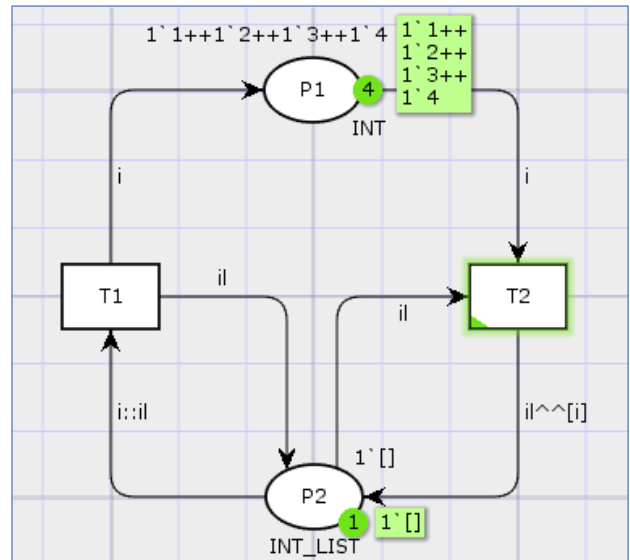 1`1++1`2++1`3++1`4
1`1++
1`2++
1`3++
1`4
P1
4
INT
i
i
T1
il
il
T2
i::il
il^^[i]
1`[]
P2
1
1`[]
INT_LIST